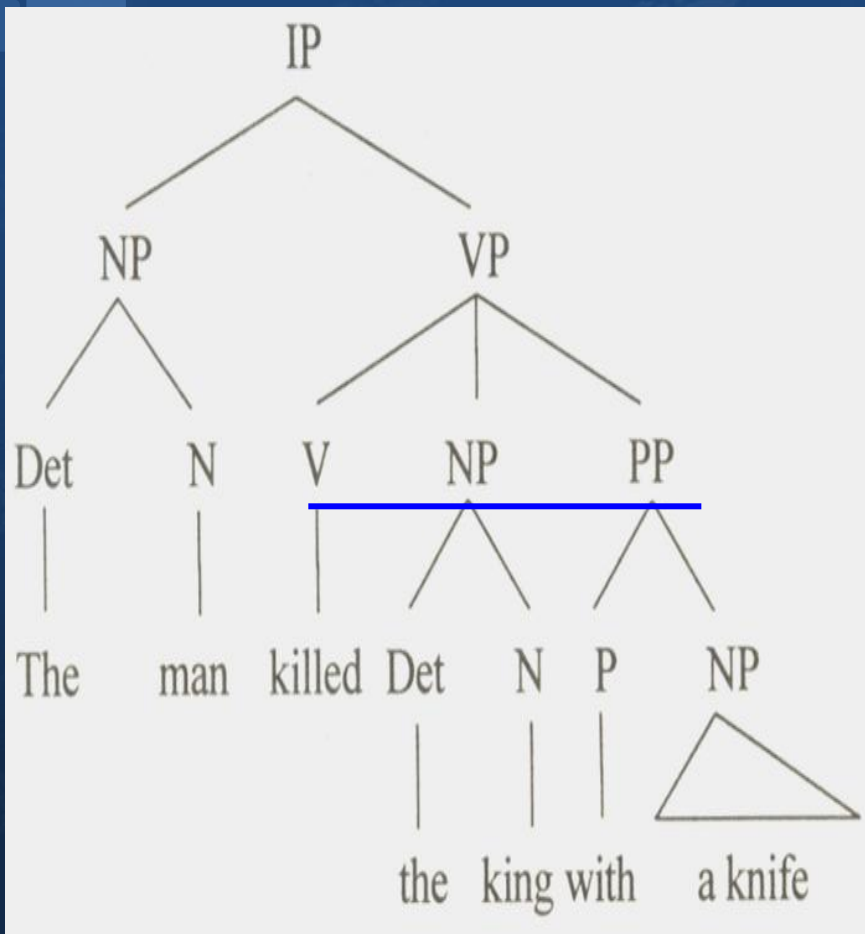 IP
NP VP
Det N V NP PP
The man killed Det N P NP
the king with a knife